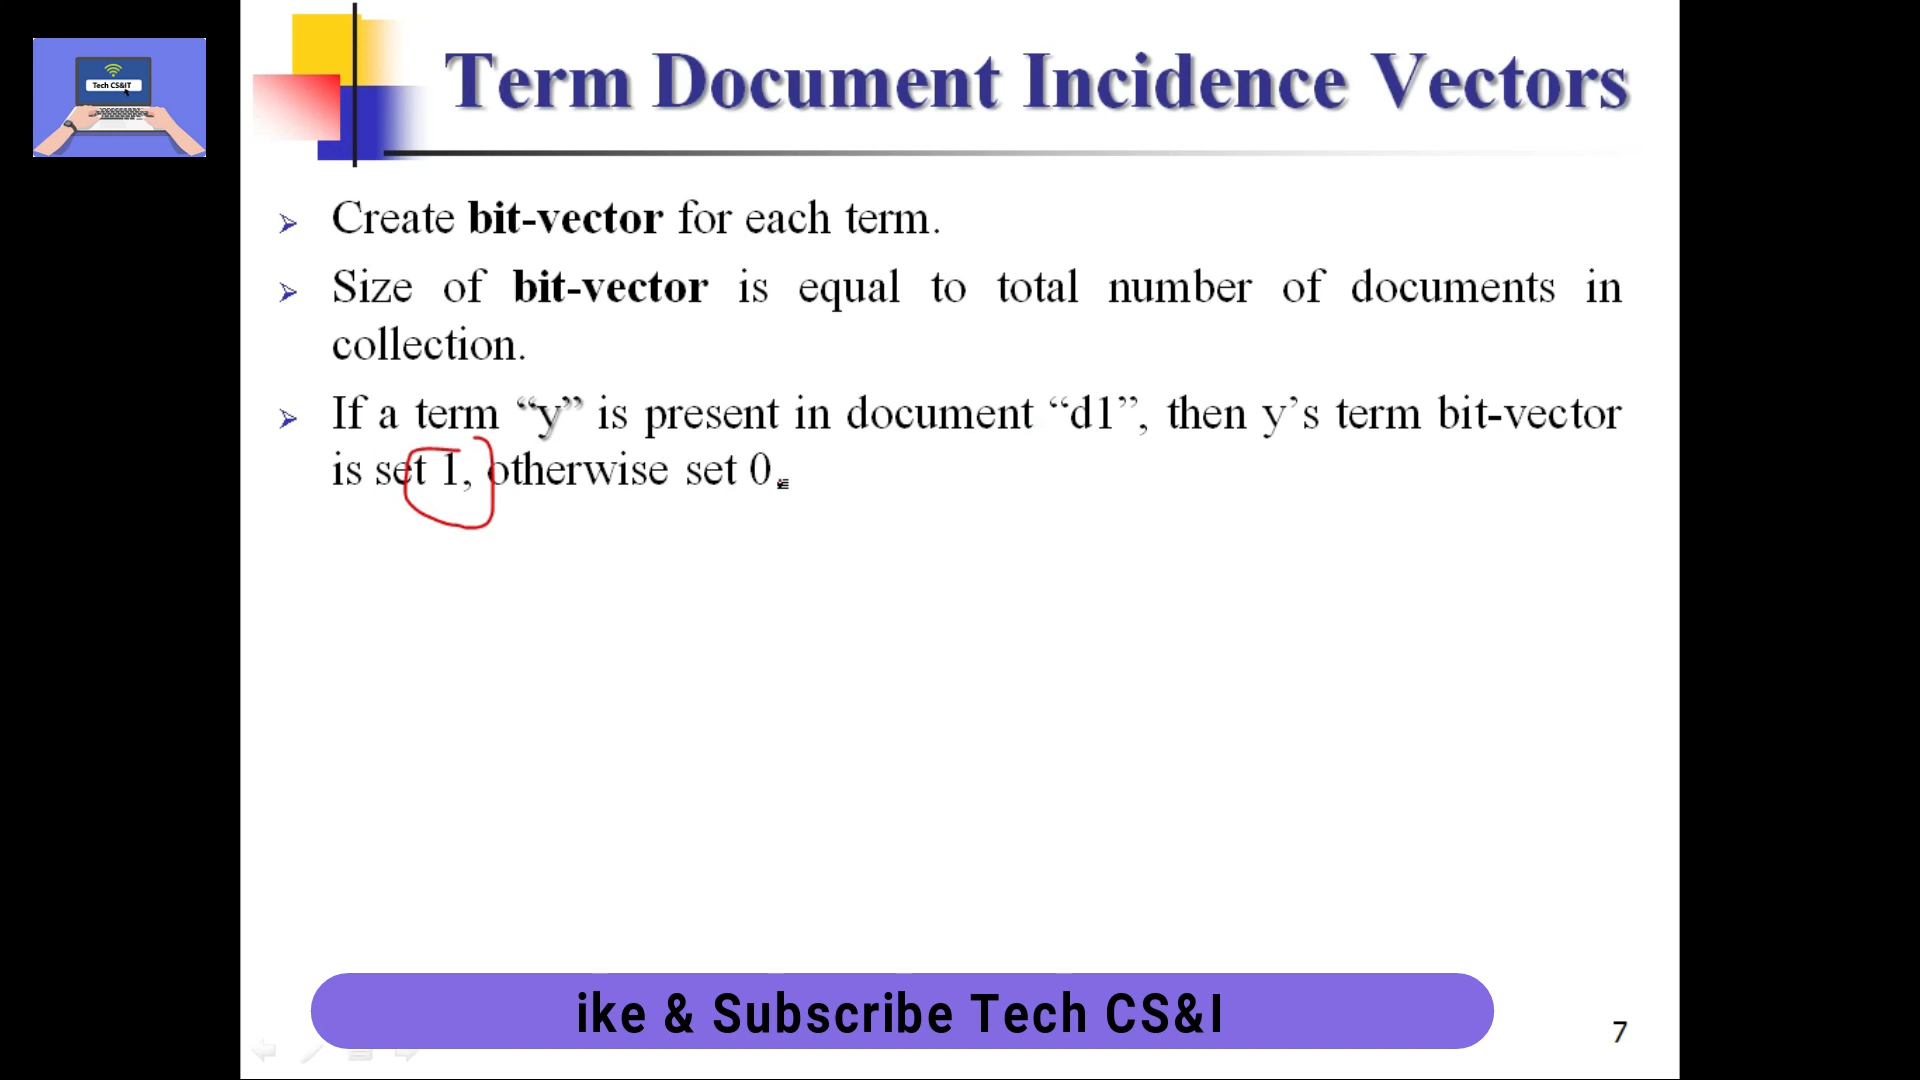 Tech CS&IT
Term Document Incidence Vectors
Create bit-vector for each term.
Size of bit-vector is equal to total number of documents in
collection.
If a term “y” is present in document “d1”, then y’s term bit-vector
is set 1, otherwise set 0.
ike & Subscribe Tech CS&I
7